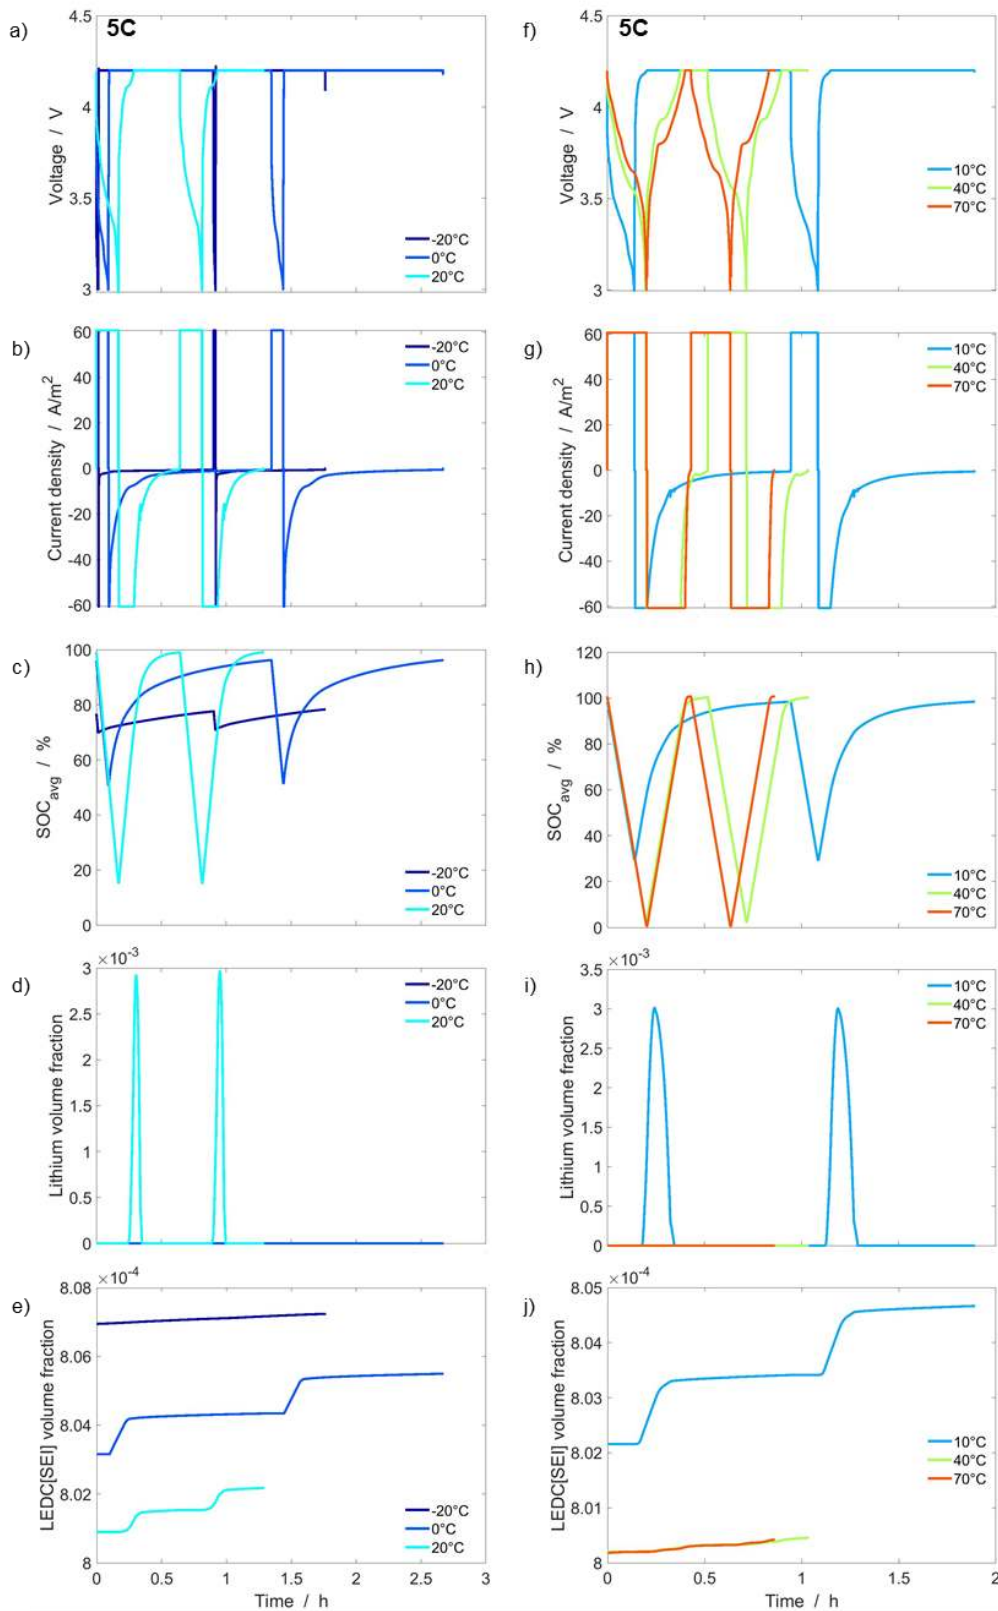 a)
5C
4.5
4
3.5
3
Voltage / V
-20°C
0°C
20°C
f)
5C
4.5
4
3.5
3
Voltage / V
10°C
40°C
70°C
b)
60
40
20
0
-20
-40
-60
Current density / A/m²
-20°C
0°C
20°C
g)
60
40
20
0
-20
-40
-60
Current density / A/m²
10°C
40°C
70°C
c)
100
80
60
40
20
0
SOCavg / %
-20°C
0°C
20°C
h)
120
100
80
60
40
20
0
SOCavg / %
10°C
40°C
70°C
d)
×10⁻³
3
2.5
2
1.5
1
0.5
0
Lithium volume fraction
-20°C
0°C
20°C
i)
×10⁻³
3.5
3
2.5
2
1.5
1
0.5
0
Lithium volume fraction
10°C
40°C
70°C
e)
×10⁻⁴
8.08
8.06
8.04
8.02
8
LEDC[SEI] volume fraction
-20°C
0°C
20°C
0 0.5 1 1.5 2 2.5 3
Time / h
j)
×10⁻⁴
8.05
8.04
8.03
8.02
8.01
8
LEDC[SEI] volume fraction
10°C
40°C
70°C
0 0.5 1 1.5 2
Time / h